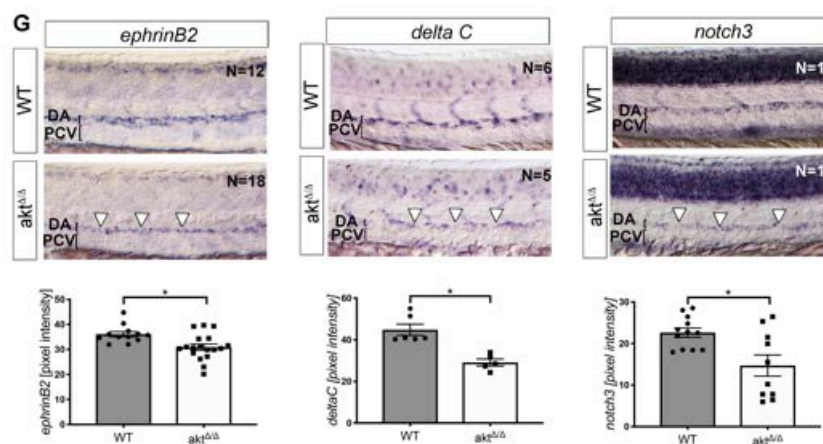 G
ephrinB2
delta C
notch3
WT
N=12
DA
PCV
WT
N=6
DA
PCV
WT
N=1
DA
PCV
akt^Δ/Δ
N=18
DA
PCV
akt^Δ/Δ
N=5
DA
PCV
akt^Δ/Δ
N=1
DA
PCV
ephrinB2 [pixel intensity]
50
40
30
20
10
0
*
WT
akt^Δ/Δ
deltaC [pixel intensity]
60
40
20
0
*
WT
akt^Δ/Δ
notch3 [pixel intensity]
30
20
10
0
*
WT
akt^Δ/Δ